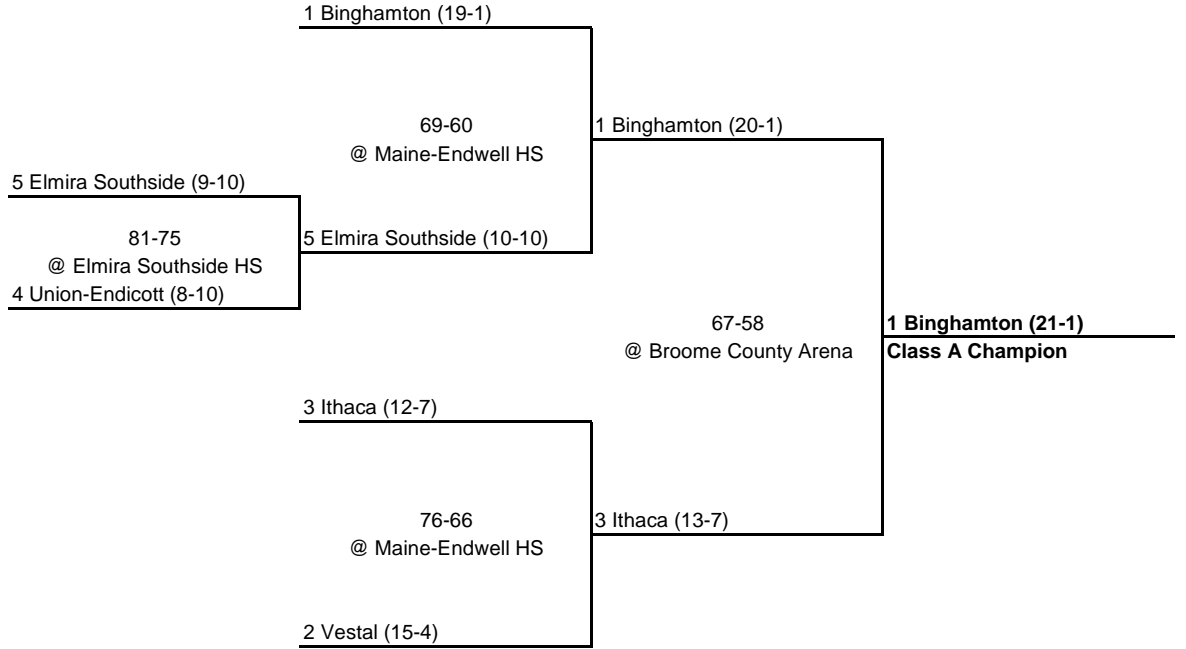 1 Binghamton (19-1)
69-60
@ Maine-Endwell HS
1 Binghamton (20-1)
5 Elmira Southside (9-10)
81-75
@ Elmira Southside HS
5 Elmira Southside (10-10)
4 Union-Endicott (8-10)
67-58
@ Broome County Arena
1 Binghamton (21-1)
Class A Champion
3 Ithaca (12-7)
76-66
@ Maine-Endwell HS
3 Ithaca (13-7)
2 Vestal (15-4)